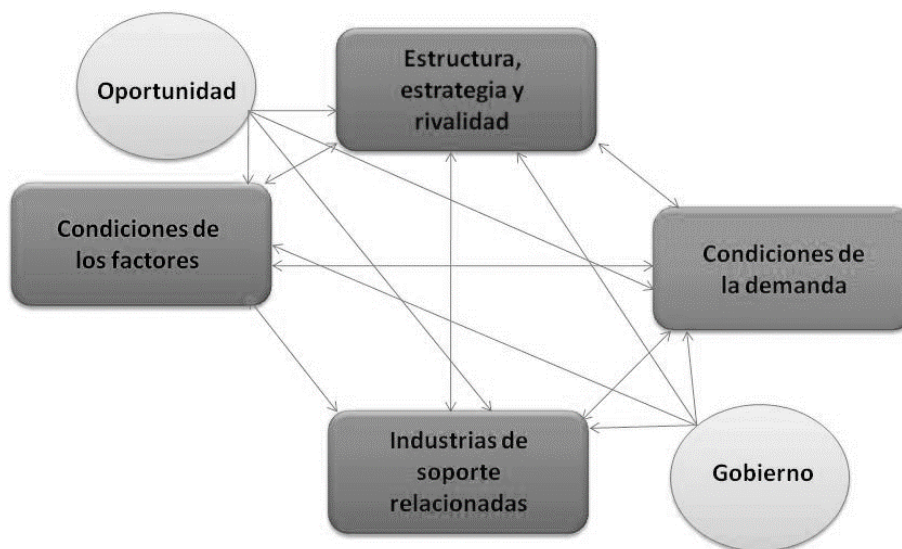 Oportunidad
Estructura,
estrategia y
rivalidad
Condiciones de
los factores
Condiciones de
la demanda
Industrias de
soporte
relacionadas
Gobierno